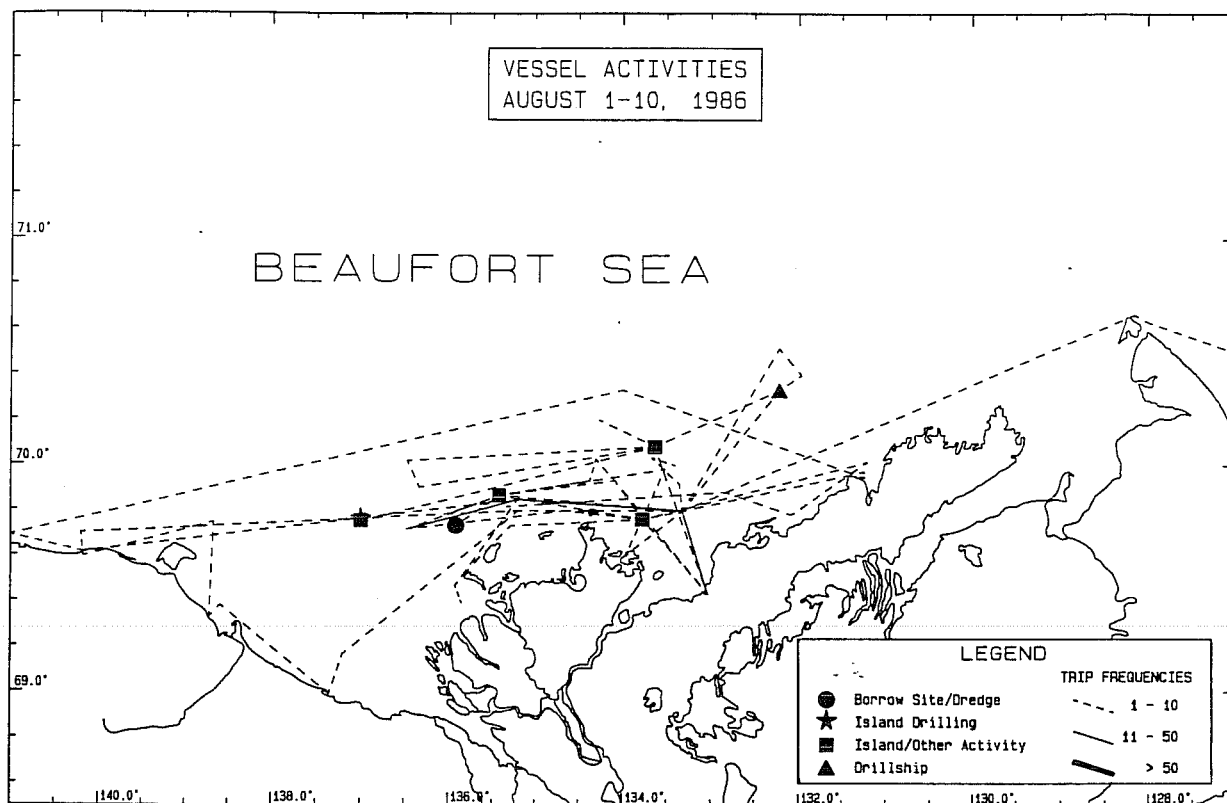 VESSEL ACTIVITIES
AUGUST 1-10, 1986
71.0°
BEAUFORT SEA
70.0°
69.0°
LEGEND
TRIP FREQUENCIES
Borrow Site/Dredge
1 - 10
Island Drilling
11 - 50
Island/Other Activity
> 50
Drillship
140.0° 138.0° 136.0° 134.0° 132.0° 130.0° 128.0°